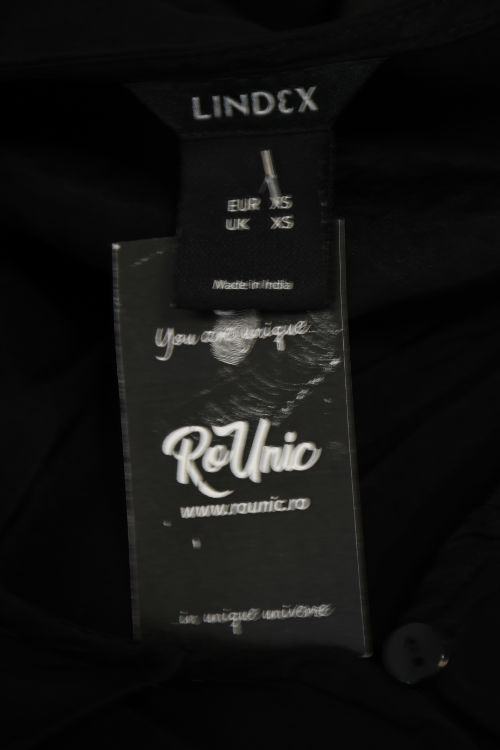 LINDEX
EUR XS
UK XS
Made in India
You are unique
RoUnic
www.rounic.ro
in unique universe